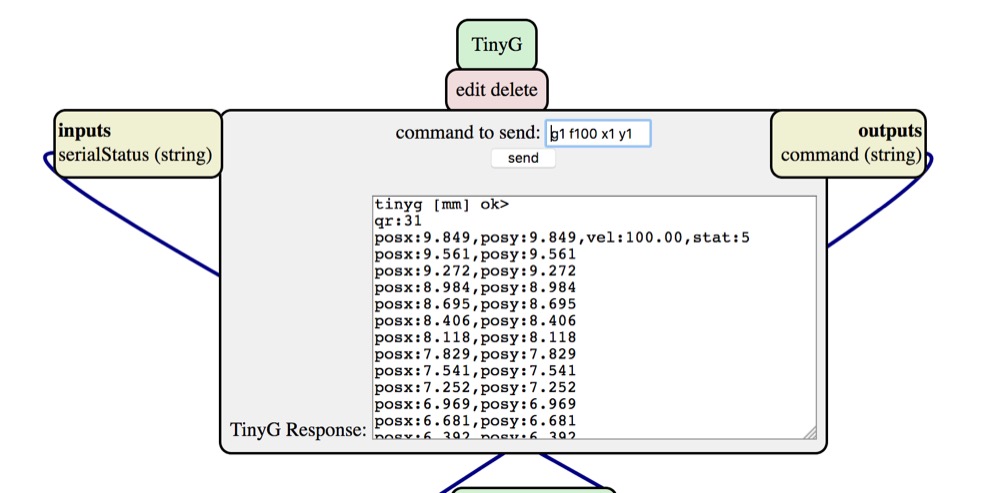 TinyG
edit delete
inputs
serialStatus (string)
command to send: g1 f100 x1 y1
send
outputs
command (string)
tinyg [mm] ok>
qr:31
posx:9.849,posy:9.849,vel:100.00,stat:5
posx:9.561,posy:9.561
posx:9.272,posy:9.272
posx:8.984,posy:8.984
posx:8.695,posy:8.695
posx:8.406,posy:8.406
posx:8.118,posy:8.118
posx:7.829,posy:7.829
posx:7.541,posy:7.541
posx:7.252,posy:7.252
posx:6.969,posy:6.969
posx:6.681,posy:6.681
posx:6.392,posy:6.392
TinyG Response: